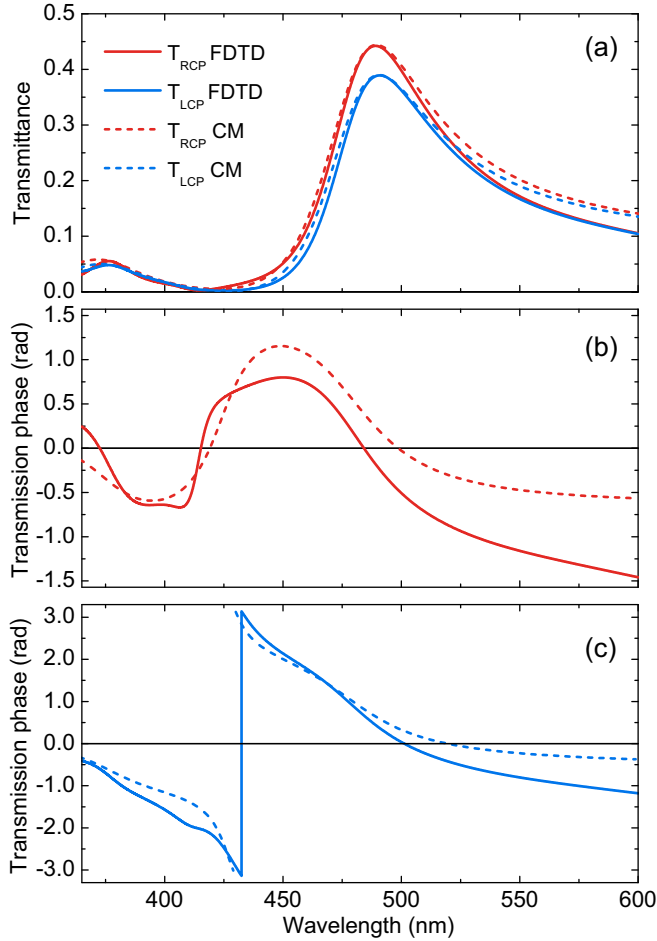 0.5
0.4
0.3
0.2
0.1
0.0
Transmittance
T_RCP FDTD
T_LCP FDTD
T_RCP CM
T_LCP CM
(a)
1.5
1.0
0.5
0.0
-0.5
-1.0
-1.5
Transmission phase (rad)
(b)
3.0
2.0
1.0
0.0
-1.0
-2.0
-3.0
Transmission phase (rad)
(c)
400 450 500 550 600
Wavelength (nm)